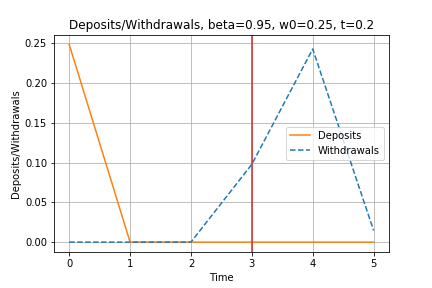 Deposits/Withdrawals, beta=0.95, w0=0.25, t=0.2
0.25
0.20
0.15
0.10
0.05
0.00
Deposits/Withdrawals
Deposits
Withdrawals
0 1 2 3 4 5
Time